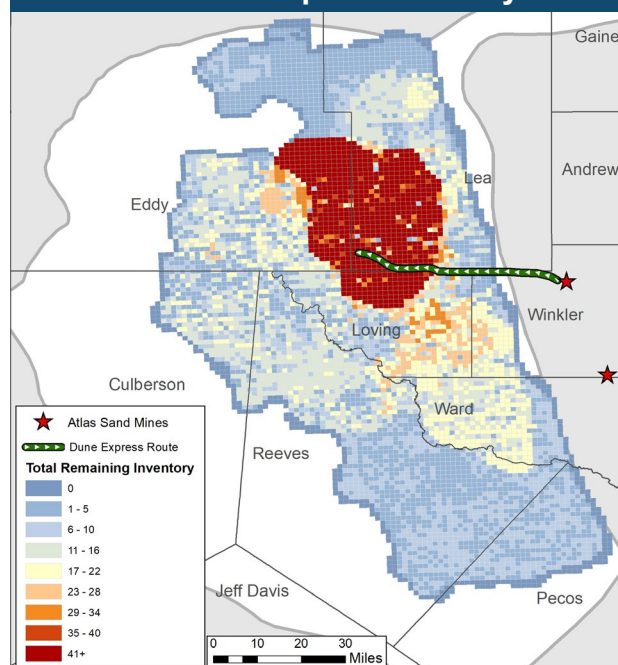 Gaine
Andrew
Lea
Eddy
Winkler
Loving
Culberson
Ward
Reeves
Jeff Davis
Pecos
Atlas Sand Mines
Dune Express Route
Total Remaining Inventory
0
1 - 5
6 - 10
11 - 16
17 - 22
23 - 28
29 - 34
35 - 40
41+
0 10 20 30
Miles